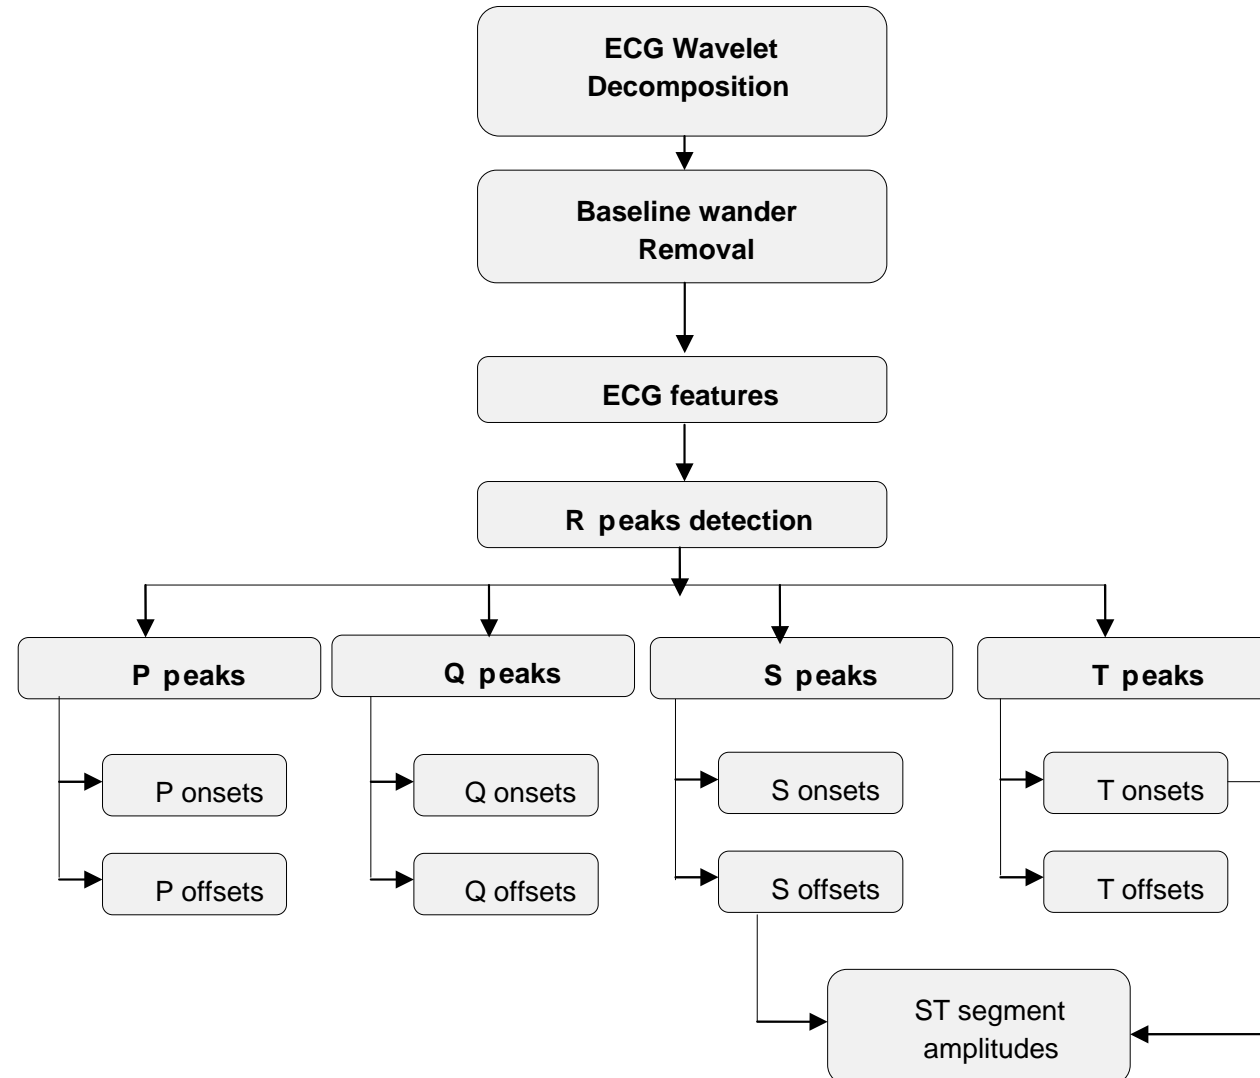 ECG Wavelet
Decomposition
Baseline wander
Removal
ECG features
R peaks detection
P peaks
Q peaks
S peaks
T peaks
P onsets
Q onsets
S onsets
T onsets
P offsets
Q offsets
S offsets
T offsets
ST segment
amplitudes